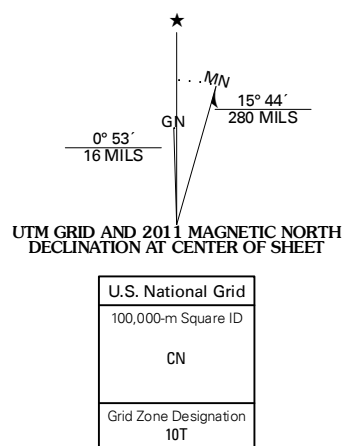 ★
MN
GN
15° 44´
280 MILS
0° 53´
16 MILS
UTM GRID AND 2011 MAGNETIC NORTH
DECLINATION AT CENTER OF SHEET
U.S. National Grid
100,000-m Square ID
CN
Grid Zone Designation
10T